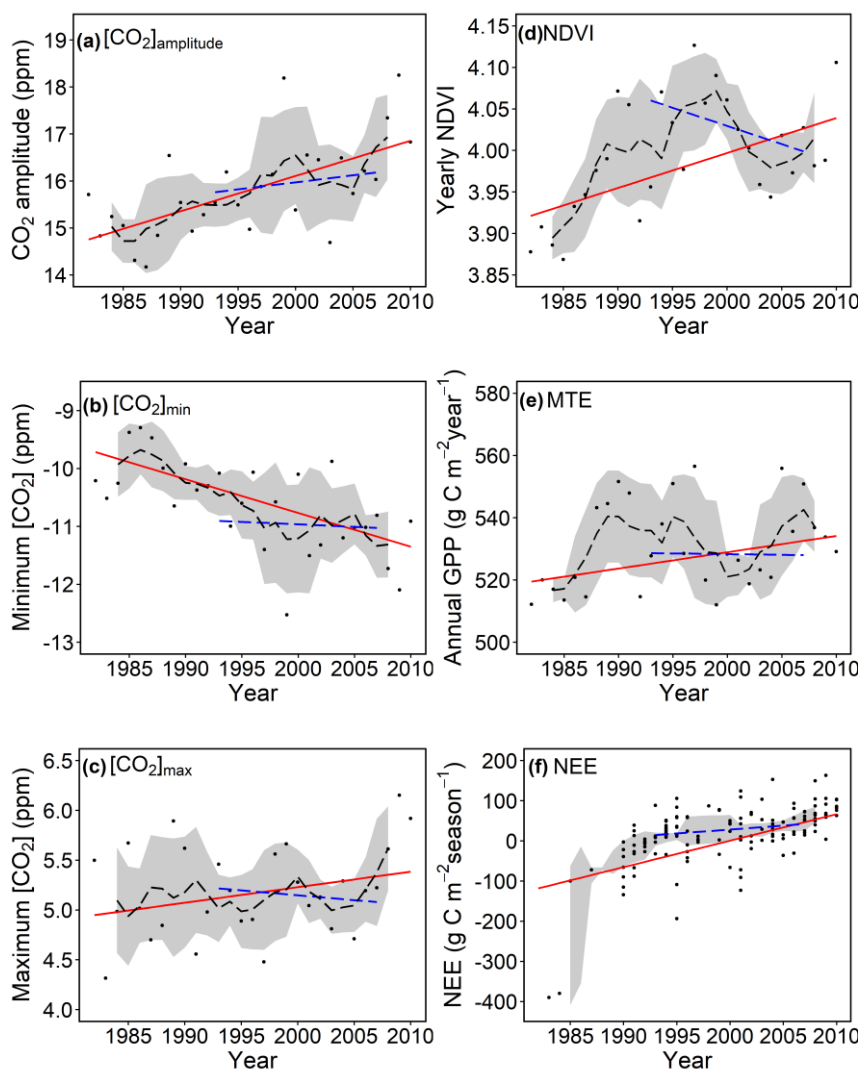 (a) [CO₂]amplitude
CO₂ amplitude (ppm)
19
18
17
16
15
14
1985 1990 1995 2000 2005 2010
Year
(d) NDVI
Yearly NDVI
4.15
4.10
4.05
4.00
3.95
3.90
3.85
1985 1990 1995 2000 2005 2010
Year
(b) [CO₂]min
Minimum [CO₂] (ppm)
-9
-10
-11
-12
-13
1985 1990 1995 2000 2005 2010
Year
(e) MTE
Annual GPP (g C m⁻²year⁻¹)
580
560
540
520
500
1985 1990 1995 2000 2005 2010
Year
(c) [CO₂]max
Maximum [CO₂] (ppm)
6.5
6.0
5.5
5.0
4.5
4.0
1985 1990 1995 2000 2005 2010
Year
(f) NEE
NEE (g C m⁻²season⁻¹)
200
100
0
-100
-200
-300
-400
1985 1990 1995 2000 2005 2010
Year